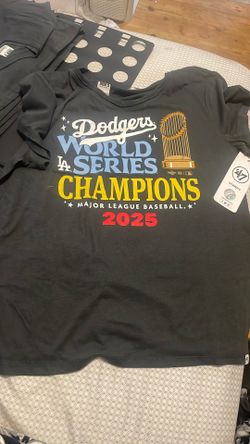 Dodgers
WORLD
LA SERIES
CHAMPIONS
MAJOR LEAGUE BASEBALL.
2025
'47